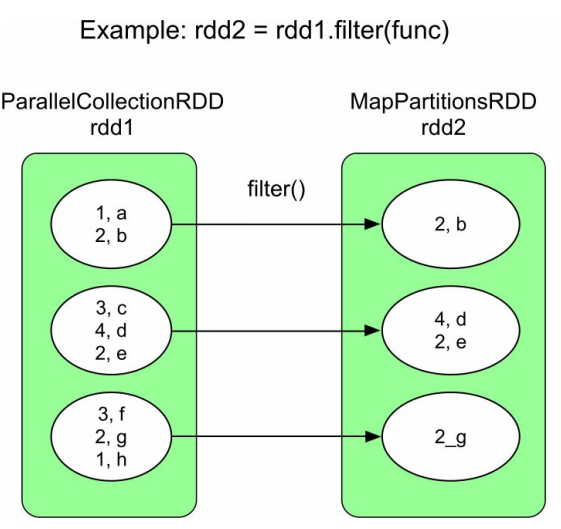 Example: rdd2 = rdd1.filter(func)
ParallelCollectionRDD
rdd1
MapPartitionsRDD
rdd2
filter()
1, a
2, b
2, b
3, c
4, d
2, e
4, d
2, e
3, f
2, g
1, h
2_g